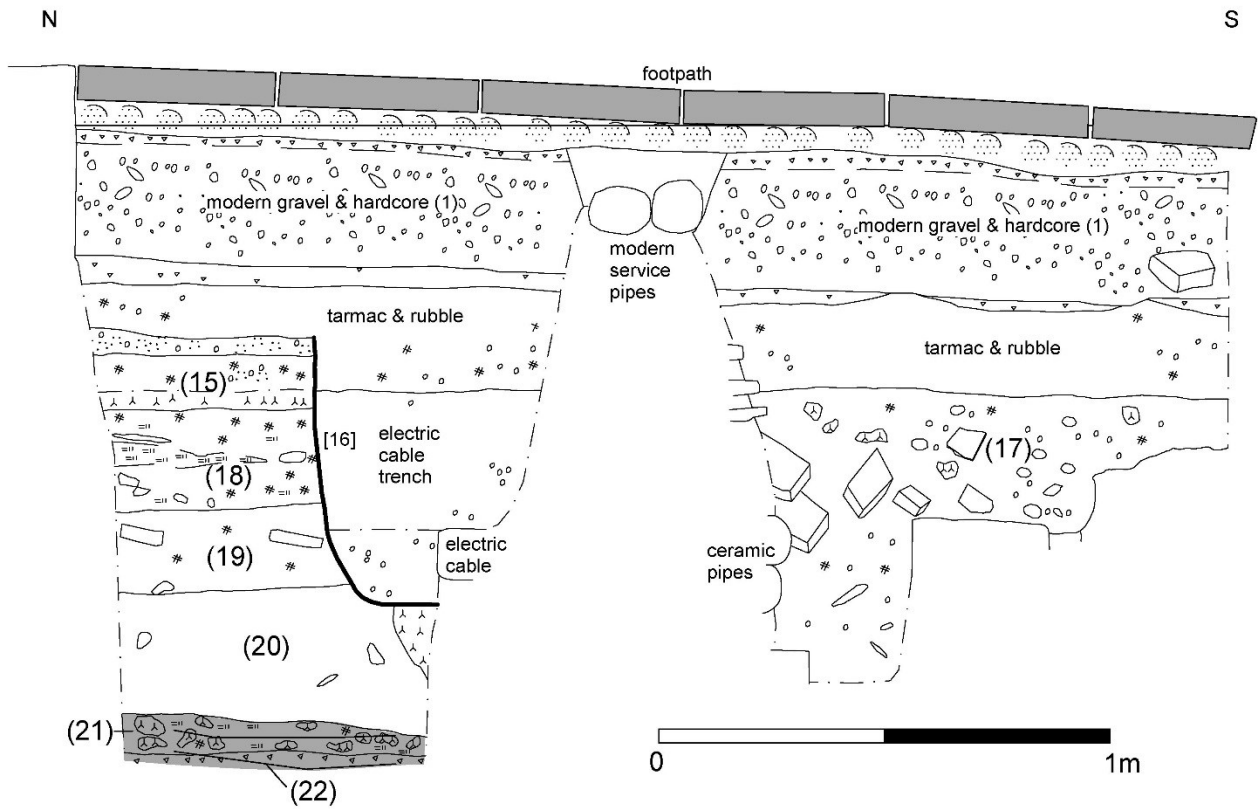 N
S
footpath
modern gravel & hardcore (1)
modern
service
pipes
modern gravel & hardcore (1)
tarmac & rubble
tarmac & rubble
(15)
[16]
electric
cable
trench
(17)
(18)
(19)
electric
cable
ceramic
pipes
(20)
(21)
(22)
0
1m